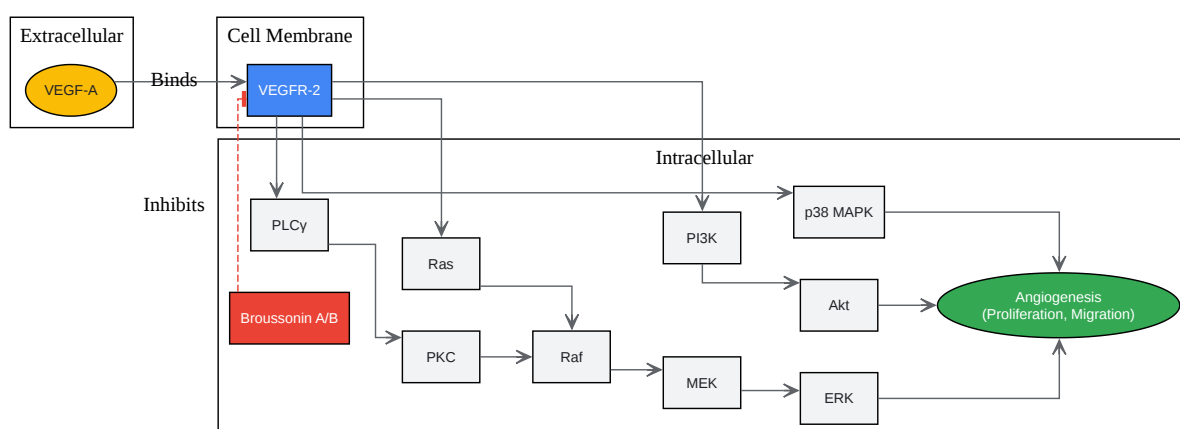 Extracellular
Cell Membrane
VEGF-A
Binds
VEGFR-2
Intracellular
Inhibits
PLCγ
p38 MAPK
PI3K
Ras
Broussonin A/B
Akt
Angiogenesis
(Proliferation, Migration)
PKC
Raf
MEK
ERK